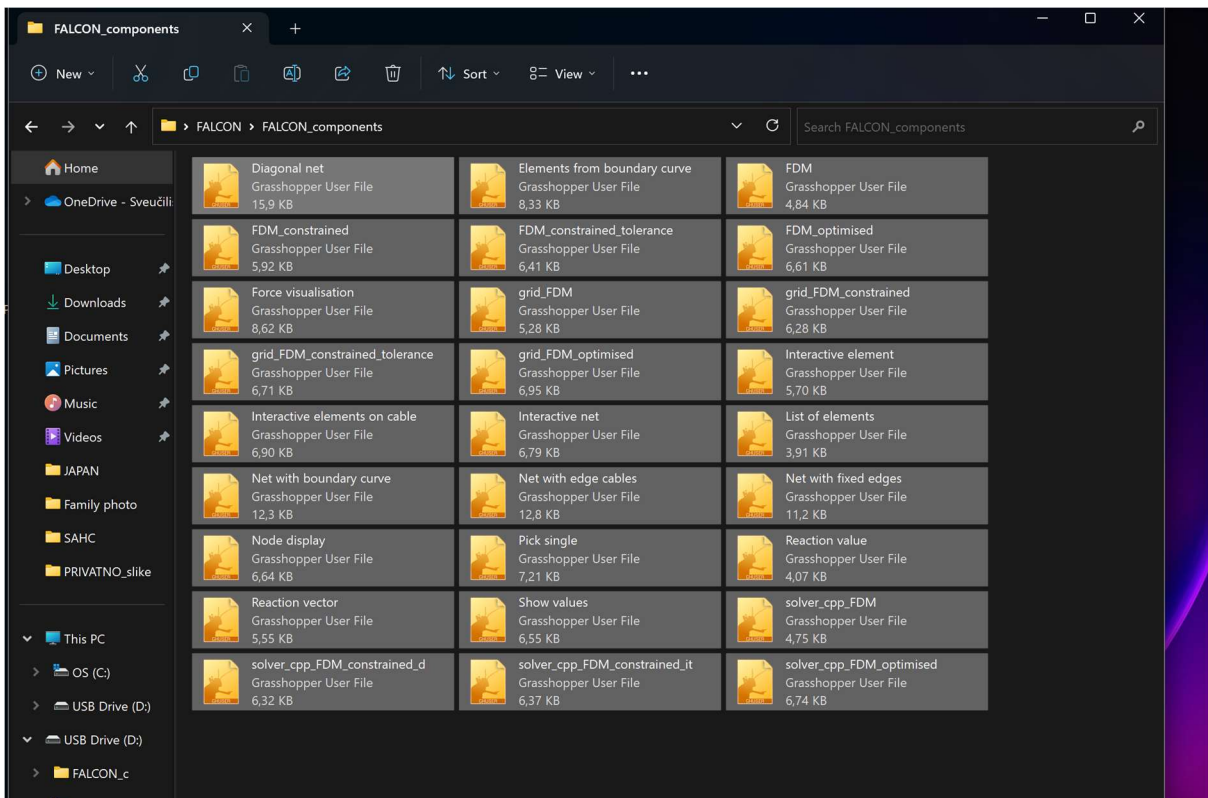 FALCON_components
New
Sort
View
FALCON > FALCON_components
Search FALCON_components
Home
OneDrive - Sveučili
Desktop
Downloads
Documents
Pictures
Music
Videos
JAPAN
Family photo
SAHC
PRIVATNO_slike
This PC
OS (C:)
USB Drive (D:)
USB Drive (D:)
FALCON_c
Diagonal net
Grasshopper User File
15,9 KB
Elements from boundary curve
Grasshopper User File
8,33 KB
FDM
Grasshopper User File
4,84 KB
FDM_constrained
Grasshopper User File
5,92 KB
FDM_constrained_tolerance
Grasshopper User File
6,41 KB
FDM_optimised
Grasshopper User File
6,61 KB
Force visualisation
Grasshopper User File
8,62 KB
grid_FDM
Grasshopper User File
5,28 KB
grid_FDM_constrained
Grasshopper User File
6,28 KB
grid_FDM_constrained_tolerance
Grasshopper User File
6,71 KB
grid_FDM_optimised
Grasshopper User File
6,95 KB
Interactive element
Grasshopper User File
5,70 KB
Interactive elements on cable
Grasshopper User File
6,90 KB
Interactive net
Grasshopper User File
6,79 KB
List of elements
Grasshopper User File
3,91 KB
Net with boundary curve
Grasshopper User File
12,3 KB
Net with edge cables
Grasshopper User File
12,8 KB
Net with fixed edges
Grasshopper User File
11,2 KB
Node display
Grasshopper User File
6,64 KB
Pick single
Grasshopper User File
7,21 KB
Reaction value
Grasshopper User File
4,07 KB
Reaction vector
Grasshopper User File
5,55 KB
Show values
Grasshopper User File
6,55 KB
solver_cpp_FDM
Grasshopper User File
4,75 KB
solver_cpp_FDM_constrained_d
Grasshopper User File
6,32 KB
solver_cpp_FDM_constrained_it
Grasshopper User File
6,37 KB
solver_cpp_FDM_optimised
Grasshopper User File
6,74 KB